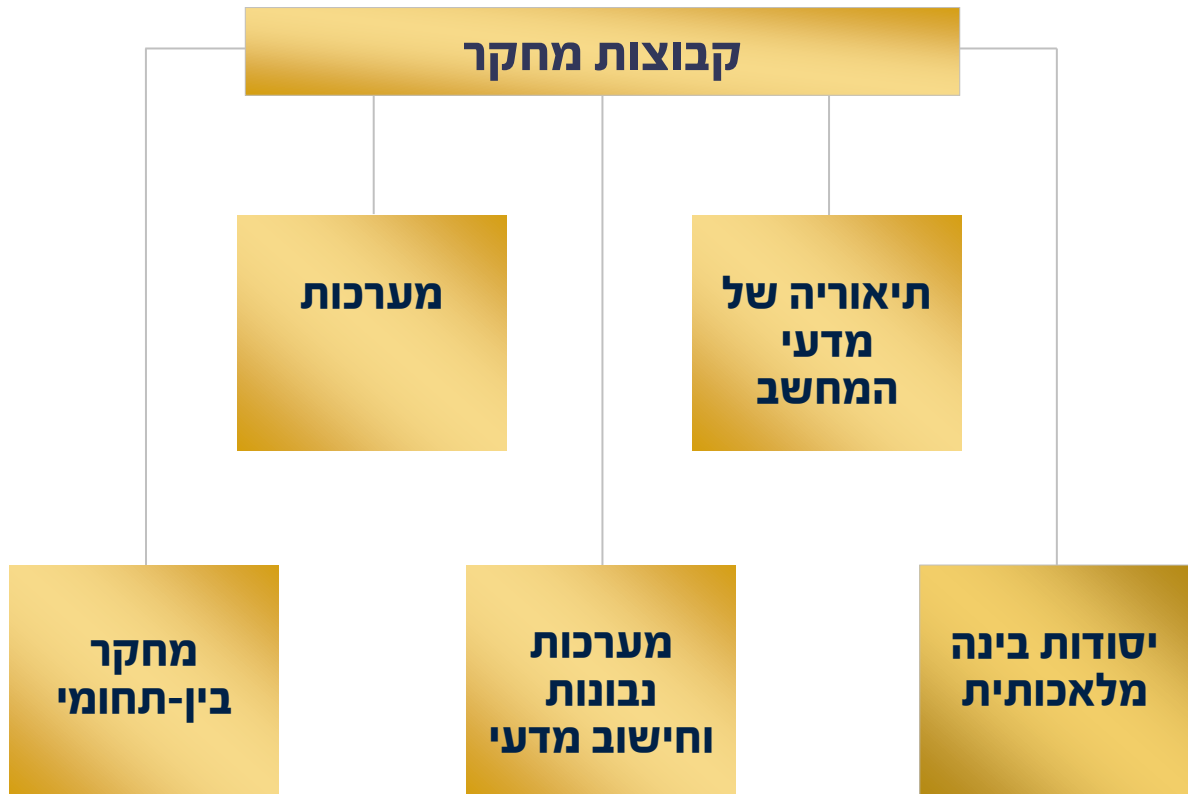 קבוצות מחקר
תיאוריה של
מדעי
המחשב
מערכות
יסודות בינה
מלאכותית
מערכות
נבונות
וחישוב מדעי
מחקר
בין-תחומי